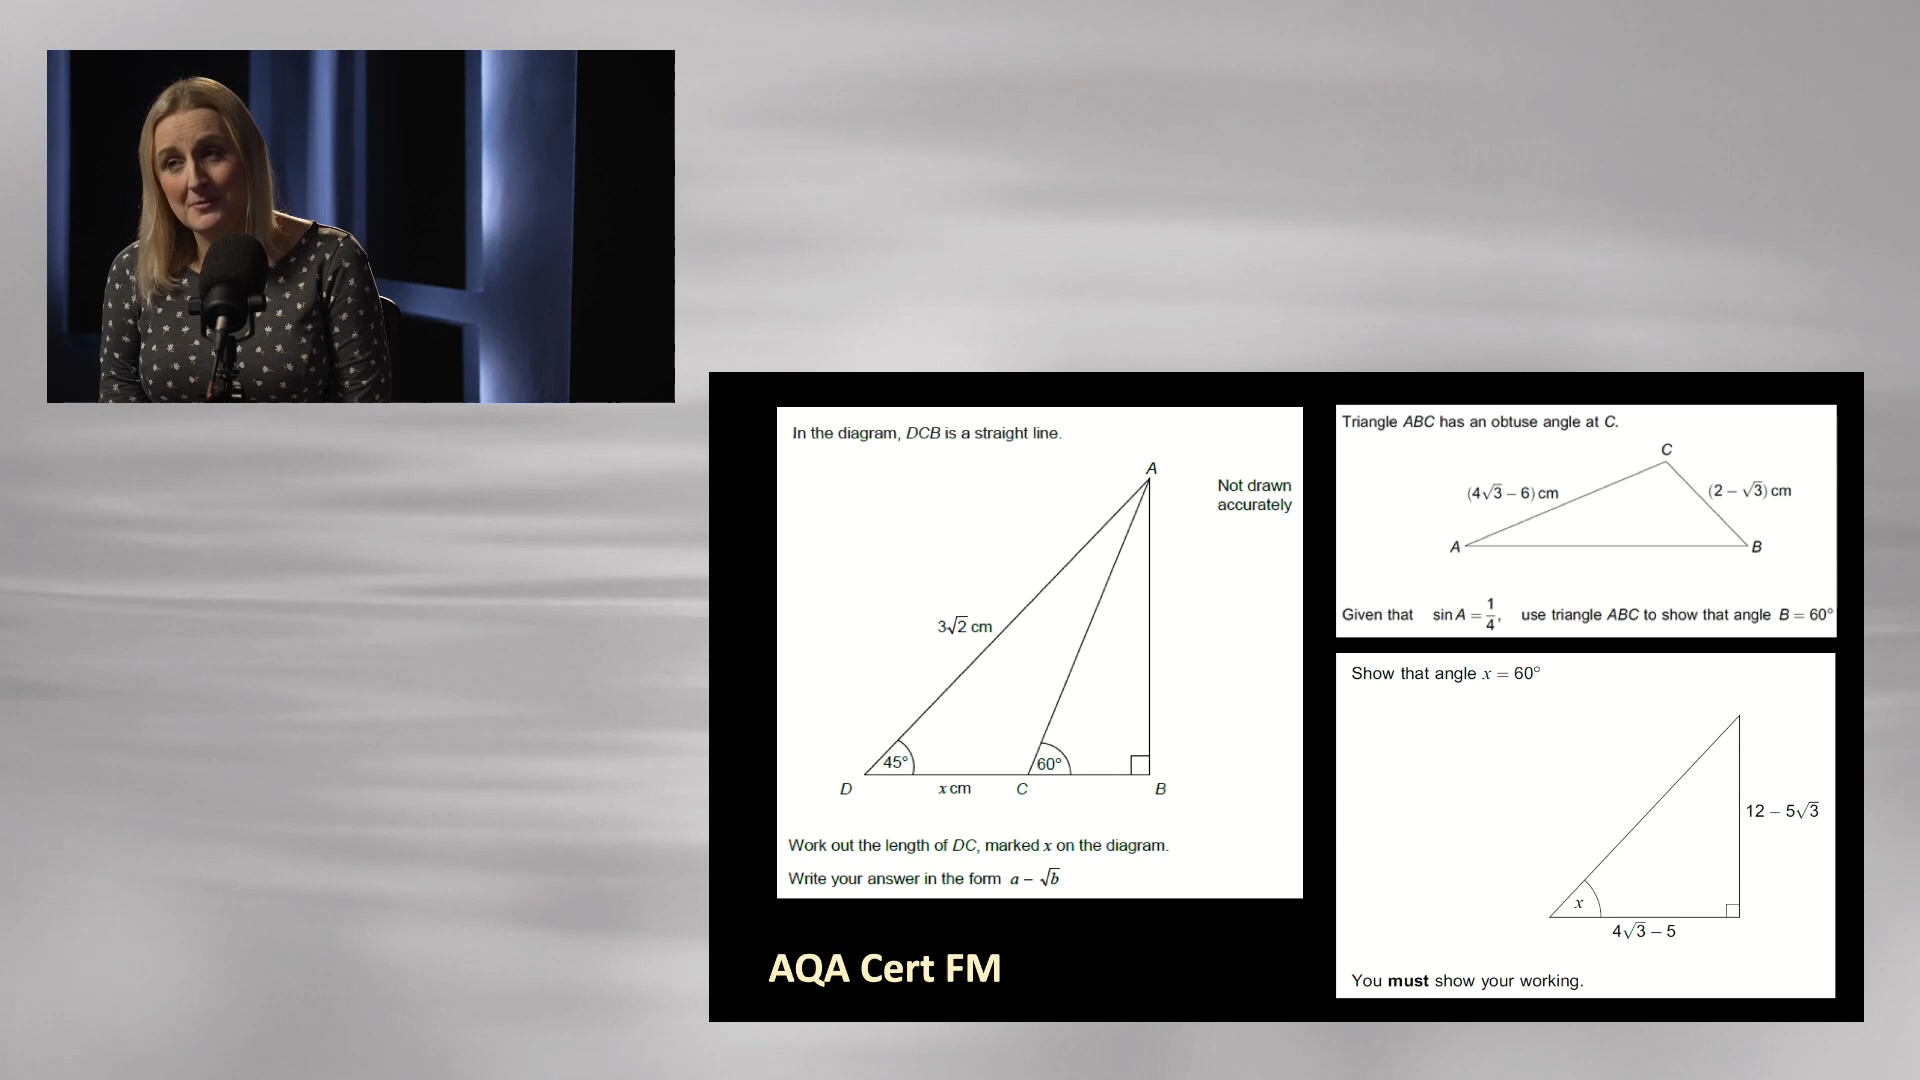 In the diagram, DCB is a straight line.
A
Not drawn
accurately
3√2 cm
45°
60°
D
x cm
C
B
Work out the length of DC, marked x on the diagram.
Write your answer in the form a – √b
AQA Cert FM
Triangle ABC has an obtuse angle at C.
C
(4√3 – 6) cm
(2 – √3) cm
A
B
Given that sin A = 1/4, use triangle ABC to show that angle B = 60°
Show that angle x = 60°
12 – 5√3
x
4√3 – 5
You must show your working.